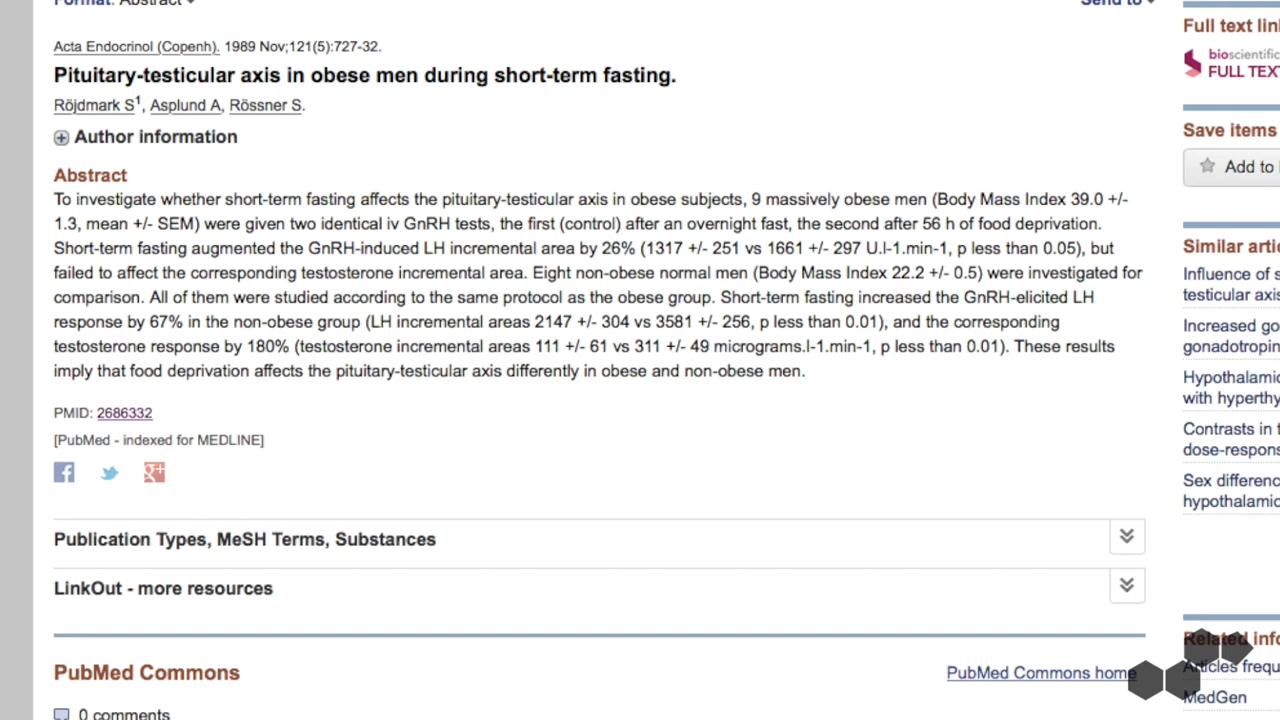 Format: Abstract
Send to
Acta Endocrinol (Copenh). 1989 Nov;121(5):727-32.
Pituitary-testicular axis in obese men during short-term fasting.
Röjdmark S1, Asplund A, Rössner S.
Author information
Abstract
To investigate whether short-term fasting affects the pituitary-testicular axis in obese subjects, 9 massively obese men (Body Mass Index 39.0 +/-
1.3, mean +/- SEM) were given two identical iv GnRH tests, the first (control) after an overnight fast, the second after 56 h of food deprivation.
Short-term fasting augmented the GnRH-induced LH incremental area by 26% (1317 +/- 251 vs 1661 +/- 297 U.l-1.min-1, p less than 0.05), but
failed to affect the corresponding testosterone incremental area. Eight non-obese normal men (Body Mass Index 22.2 +/- 0.5) were investigated for
comparison. All of them were studied according to the same protocol as the obese group. Short-term fasting increased the GnRH-elicited LH
response by 67% in the non-obese group (LH incremental areas 2147 +/- 304 vs 3581 +/- 256, p less than 0.01), and the corresponding
testosterone response by 180% (testosterone incremental areas 111 +/- 61 vs 311 +/- 49 micrograms.l-1.min-1, p less than 0.01). These results
imply that food deprivation affects the pituitary-testicular axis differently in obese and non-obese men.
PMID: 2686332
[PubMed - indexed for MEDLINE]
Publication Types, MeSH Terms, Substances
LinkOut - more resources
PubMed Commons
PubMed Commons home
0 comments
Full text lin
bioscientific
FULL TEXT
Save items
Add to
Similar artic
Influence of s
testicular axis
Increased go
gonadotropin
Hypothalamic
with hyperthy
Contrasts in t
dose-respons
Sex differenc
hypothalamic
Related info
Articles frequ
MedGen